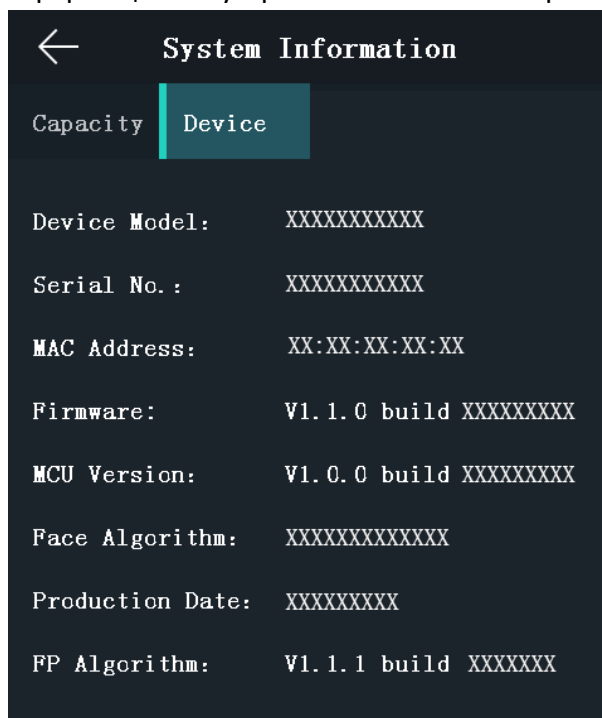 System Information
Capacity Device
Device Model: XXXXXXXXXXX
Serial No.: XXXXXXXXXXX
MAC Address: XX:XX:XX:XX:XX
Firmware: V1.1.0 build XXXXXXXXX
MCU Version: V1.0.0 build XXXXXXXXX
Face Algorithm: XXXXXXXXXXXXX
Production Date: XXXXXXXXX
FP Algorithm: V1.1.1 build XXXXXXX